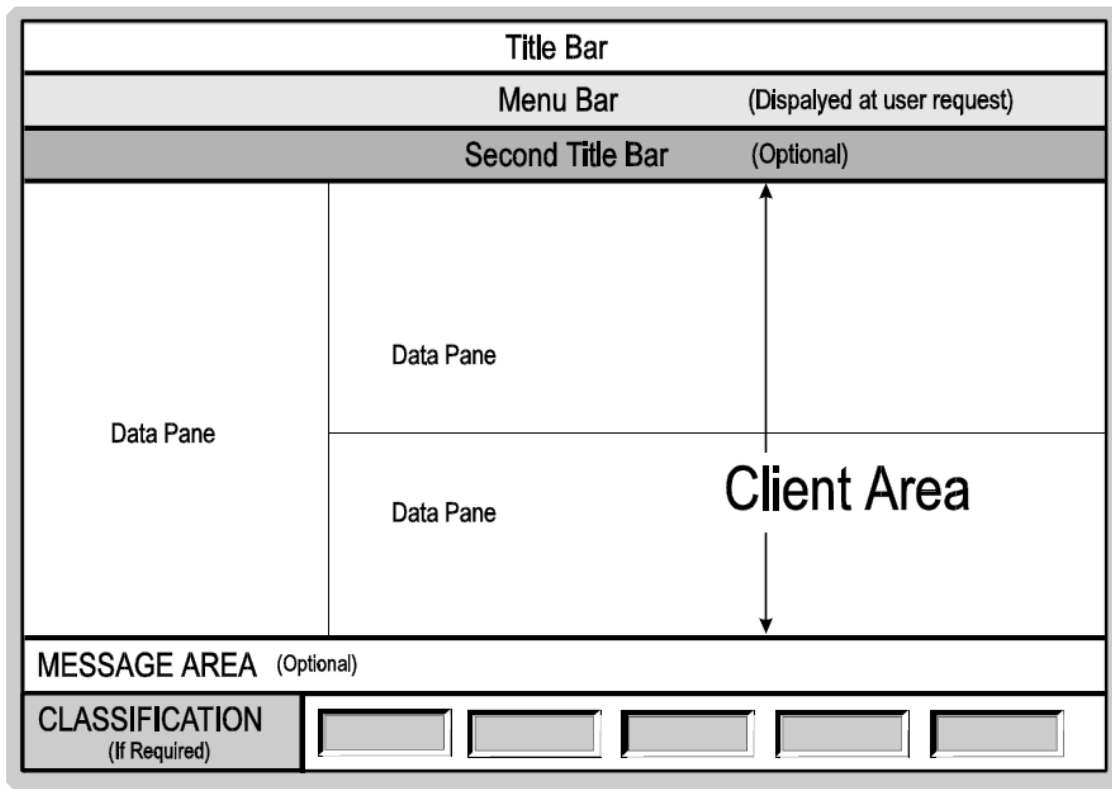 Title Bar
Menu Bar (Dispalyed at user request)
Second Title Bar (Optional)
Data Pane
Data Pane
Data Pane
Client Area
MESSAGE AREA (Optional)
CLASSIFICATION
(If Required)